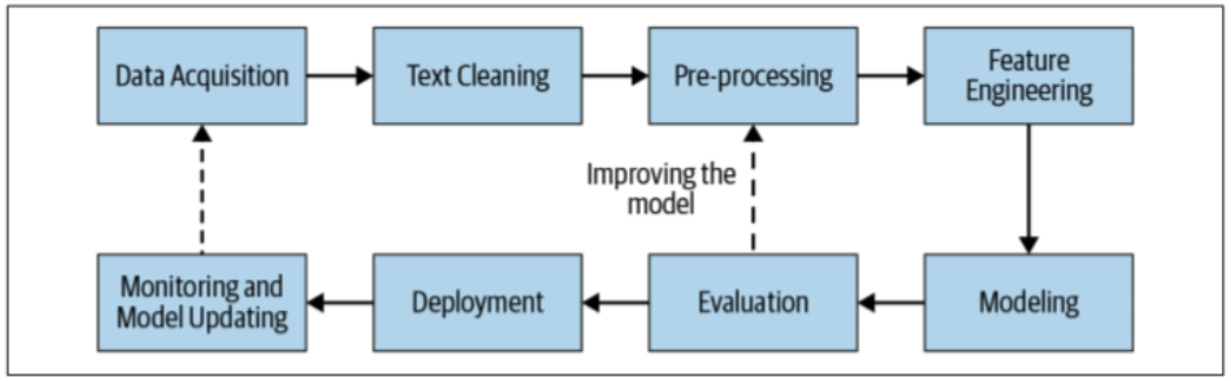 Data Acquisition
Text Cleaning
Pre-processing
Feature
Engineering
Improving the
model
Monitoring and
Model Updating
Deployment
Evaluation
Modeling